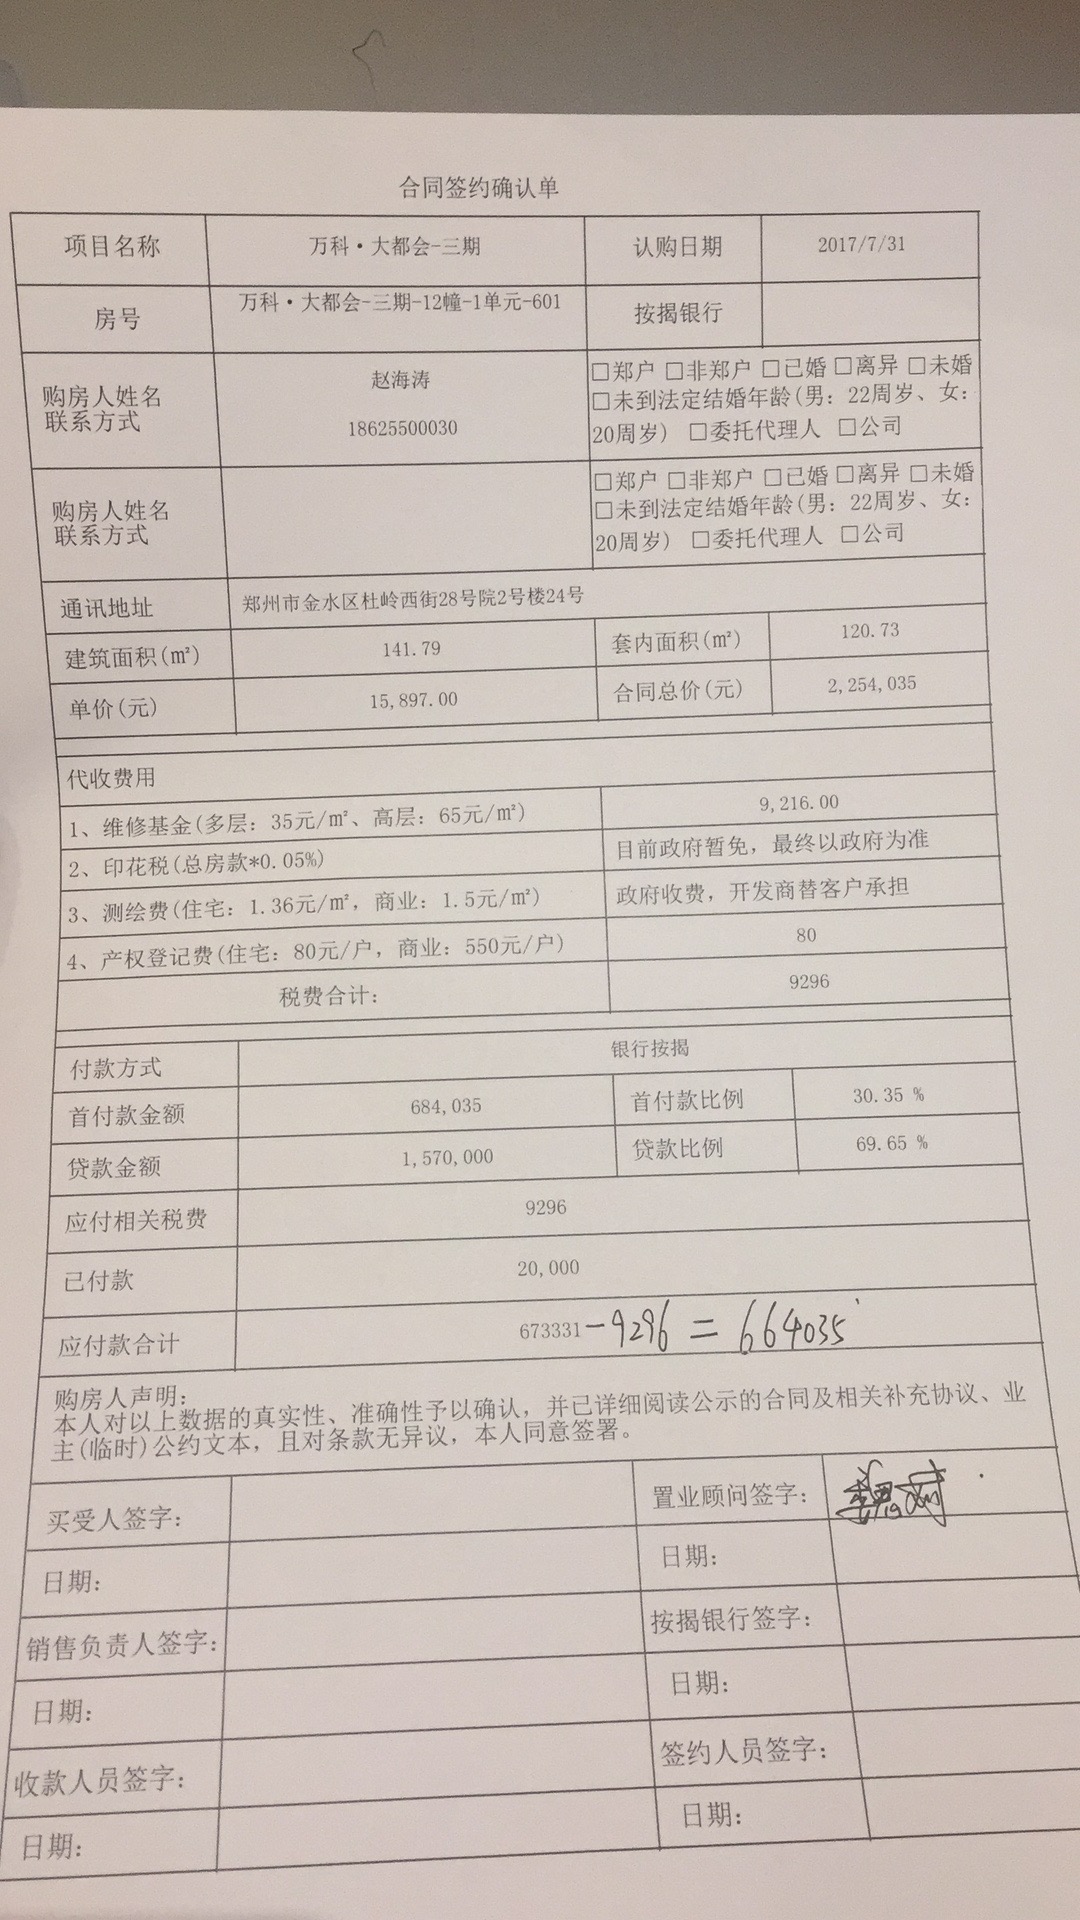 合同签约确认单
项目名称 万科·大都会-三期 认购日期 2017/7/31
房号 万科·大都会-三期-12幢-1单元-601 按揭银行
购房人姓名
联系方式
赵海涛
18625500030
□郑户 □非郑户 □已婚 □离异 □未婚
□未到法定结婚年龄(男：22周岁、女：
20周岁) □委托代理人 □公司
购房人姓名
联系方式
□郑户 □非郑户 □已婚 □离异 □未婚
□未到法定结婚年龄(男：22周岁、女：
20周岁) □委托代理人 □公司
通讯地址 郑州市金水区杜岭西街28号院2号楼24号
建筑面积(㎡) 141.79 套内面积(㎡) 120.73
单价(元) 15,897.00 合同总价(元) 2,254,035
代收费用
1、维修基金(多层：35元/㎡、高层：65元/㎡) 9,216.00
2、印花税(总房款*0.05%) 目前政府暂免，最终以政府为准
3、测绘费(住宅：1.36元/㎡，商业：1.5元/㎡) 政府收费，开发商替客户承担
4、产权登记费(住宅：80元/户，商业：550元/户) 80
税费合计： 9296
付款方式 银行按揭
首付款金额 684,035 首付款比例 30.35 %
贷款金额 1,570,000 贷款比例 69.65 %
应付相关税费 9296
已付款 20,000
应付款合计 673331-9296=664035
购房人声明：
本人对以上数据的真实性、准确性予以确认，并已详细阅读公示的合同及相关补充协议、业
主(临时)公约文本，且对条款无异议，本人同意签署。
买受人签字： 置业顾问签字：
日期： 日期：
销售负责人签字： 按揭银行签字：
日期： 日期：
收款人员签字： 签约人员签字：
日期： 日期：